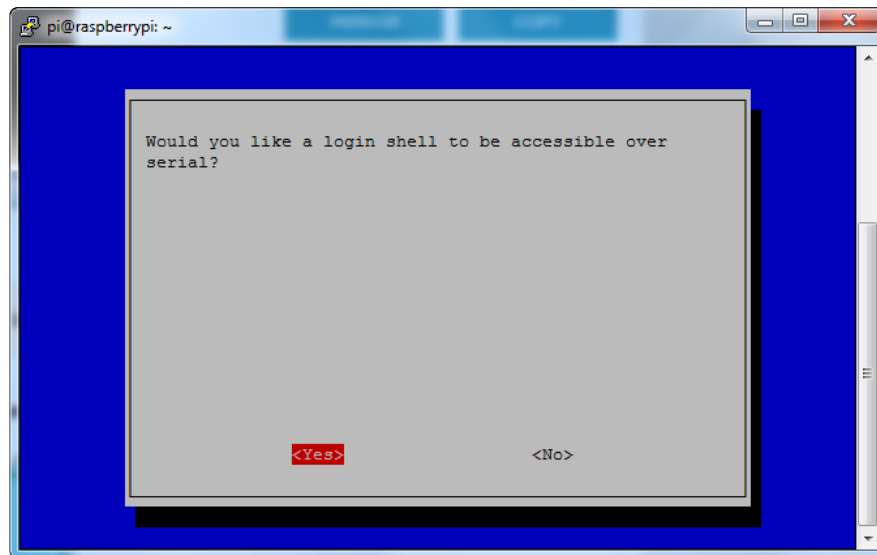 pi@raspberrypi: ~
Would you like a login shell to be accessible over
serial?
<Yes> <No>